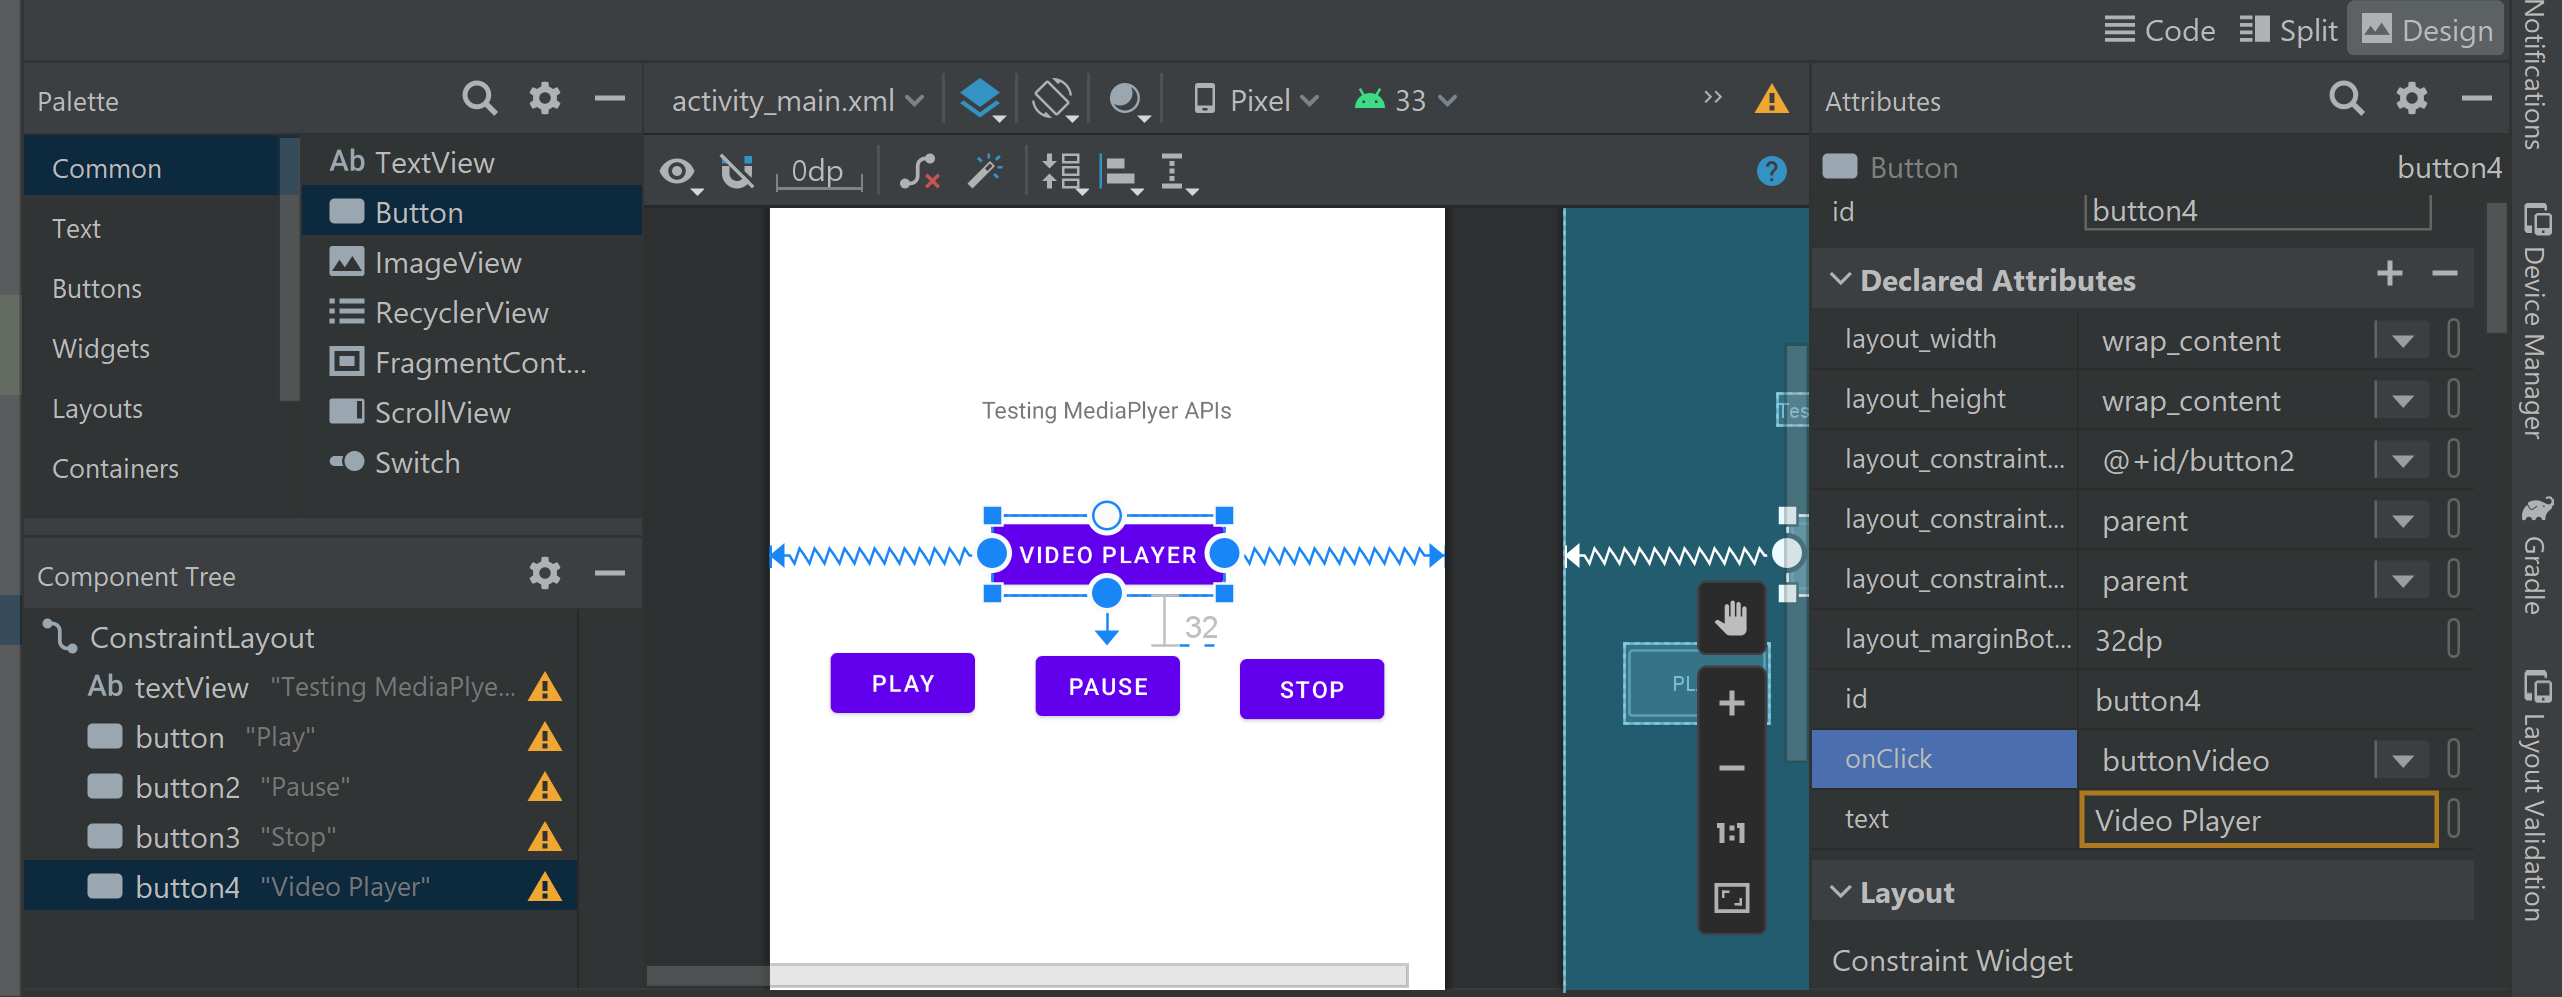 Code Split Design
Palette
activity_main.xml Pixel 33
Attributes
Common
Text
Buttons
Widgets
Layouts
Containers
Ab TextView
Button
ImageView
RecyclerView
FragmentCont...
ScrollView
Switch
0dp
?
Component Tree
ConstraintLayout
Ab textView "Testing MediaPlye...
button "Play"
button2 "Pause"
button3 "Stop"
button4 "Video Player"
Testing MediaPlyer APIs
VIDEO PLAYER
32
PLAY
PAUSE
STOP
Tes
PL
1:1
Button button4
id button4
Declared Attributes
layout_width wrap_content
layout_height wrap_content
layout_constraint... @+id/button2
layout_constraint... parent
layout_constraint... parent
layout_marginBot... 32dp
id button4
onClick buttonVideo
text Video Player
Layout
Constraint Widget
Notifications
Device Manager
Gradle
Layout Validation